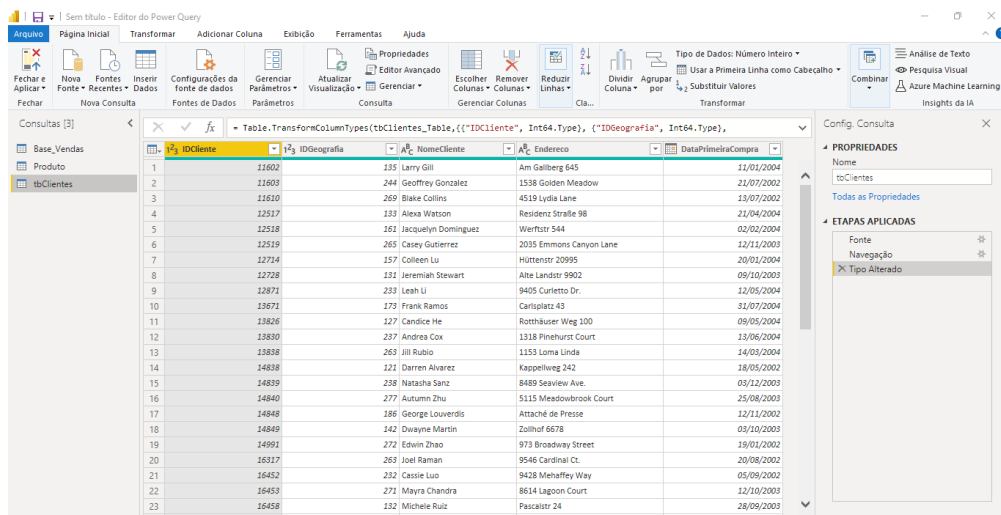 Sem título - Editor do Power Query
Arquivo Página Inicial Transformar Adicionar Coluna Exibição Ferramentas Ajuda
Fechar e Aplicar
Fechar
Nova Fonte
Fontes Recentes
Inserir Dados
Nova Consulta
Configurações da fonte de dados
Fontes de Dados
Gerenciar Parâmetros
Parâmetros
Atualizar Visualização
Propriedades
Editor Avançado
Gerenciar
Consulta
Escolher Colunas
Remover Colunas
Gerenciar Colunas
Reduzir Linhas
Cla...
Dividir Coluna
Agrupar por
Tipo de Dados: Número Inteiro
Usar a Primeira Linha como Cabeçalho
Substituir Valores
Transformar
Combinar
Análise de Texto
Pesquisa Visual
Azure Machine Learning
Insights da IA
Consultas [3]
Base_Vendas
Produto
tbClientes
fx = Table.TransformColumnTypes(tbClientes_Table,{{"IDCliente", Int64.Type}, {"IDGeografia", Int64.Type},
IDCliente IDGeografia NomeCliente Endereco DataPrimeiraCompra
1 11602 135 Larry Gill Am Gallberg 645 11/01/2004
2 11603 244 Geoffrey Gonzalez 1538 Golden Meadow 21/07/2002
3 11610 269 Blake Collins 4519 Lydia Lane 13/07/2002
4 12517 133 Alexa Watson Residenz Straße 98 21/04/2004
5 12518 161 Jacquelyn Dominguez Werftstr 544 02/02/2004
6 12519 265 Casey Gutierrez 2035 Emmons Canyon Lane 12/11/2003
7 12714 157 Colleen Lu Hüttenstr 20995 20/01/2004
8 12728 131 Jeremiah Stewart Alte Landstr 9902 09/10/2003
9 12871 233 Leah Li 9405 Curletto Dr. 12/05/2004
10 13671 173 Frank Ramos Carlsplatz 43 31/07/2004
11 13826 127 Candice He Rotthäuser Weg 100 09/05/2004
12 13830 237 Andrea Cox 1318 Pinehurst Court 13/06/2004
13 13838 263 Jill Rubio 1153 Loma Linda 14/03/2004
14 14838 121 Darren Alvarez Kappellweg 242 18/05/2002
15 14839 238 Natasha Sanz 8489 Seaview Ave. 03/12/2003
16 14840 277 Autumn Zhu 5115 Meadowbrook Court 25/08/2003
17 14848 186 George Louverdis Attaché de Presse 12/11/2002
18 14849 142 Dwayne Martin Zollhof 6678 03/10/2003
19 14991 272 Edwin Zhao 973 Broadway Street 19/01/2002
20 16317 263 Joel Raman 9546 Cardinal Ct. 20/08/2002
21 16452 232 Cassie Luo 9428 Mehaffey Way 05/09/2002
22 16453 271 Mayra Chandra 8614 Lagoon Court 12/10/2003
23 16458 132 Michele Ruiz Pascalstr 24 28/09/2003
Config. Consulta
PROPRIEDADES
Nome
tbClientes
Todas as Propriedades
ETAPAS APLICADAS
Fonte
Navegação
Tipo Alterado